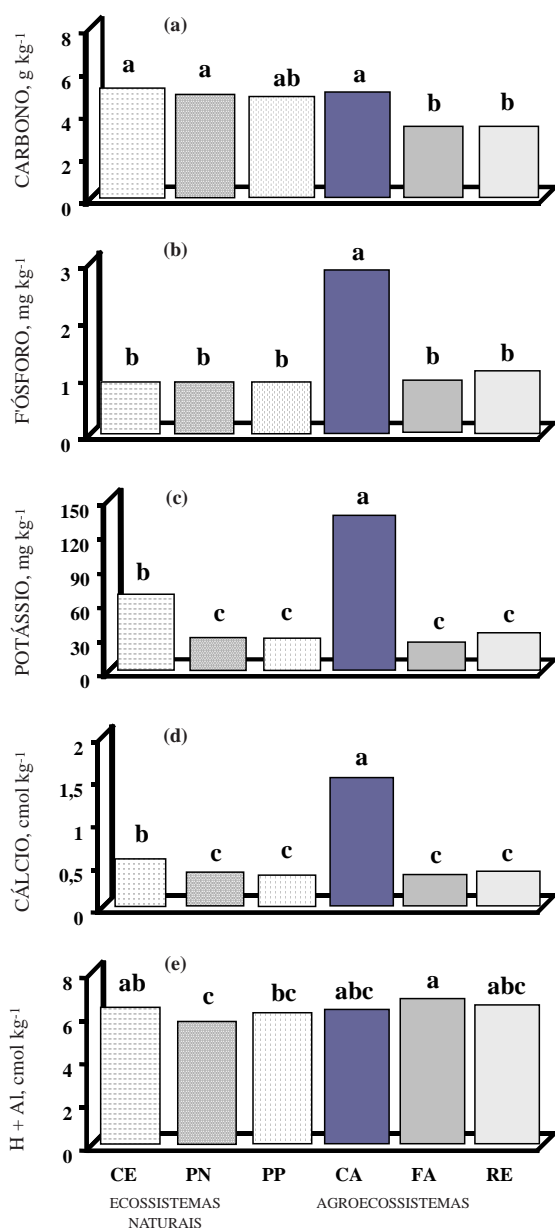 (a)
CARBONO, g kg-1
8
6
4
2
0
a a ab a b b
(b)
F'ÓSFORO, mg kg-1
3
2
1
0
b b b a b b
(c)
POTÁSSIO, mg kg-1
150
120
90
60
30
0
b c c a c c
(d)
CÁLCIO, cmol kg-1
2
1,5
1
0,5
0
b c c a c c
(e)
H + Al, cmol kg-1
8
6
4
2
0
ab c bc abc a abc
CE PN PP CA FA RE
ECOSSISTEMAS AGROECOSSISTEMAS
NATURAIS